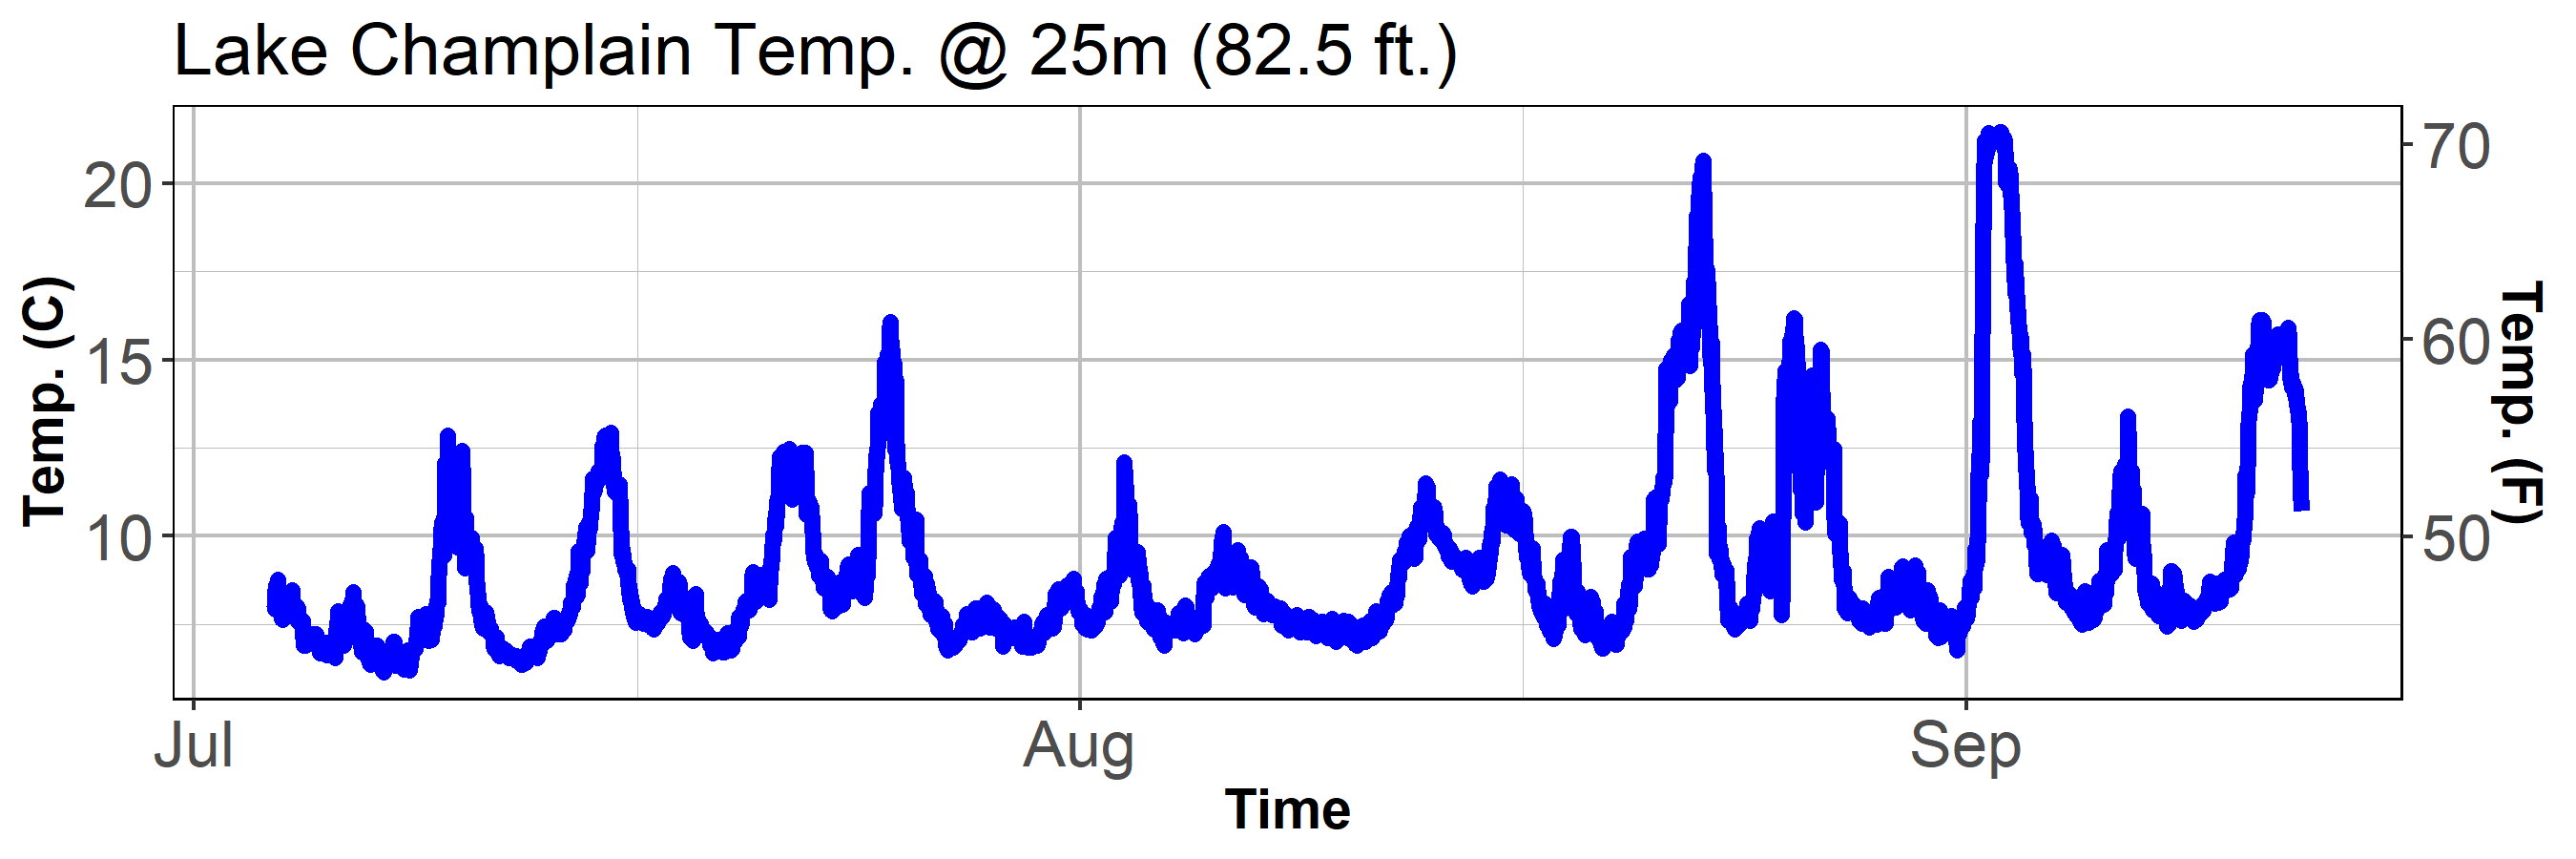 Lake Champlain Temp. @ 25m (82.5 ft.)
Temp. (C)
20
15
10
70
60
50
Temp. (F)
Jul Aug Sep
Time